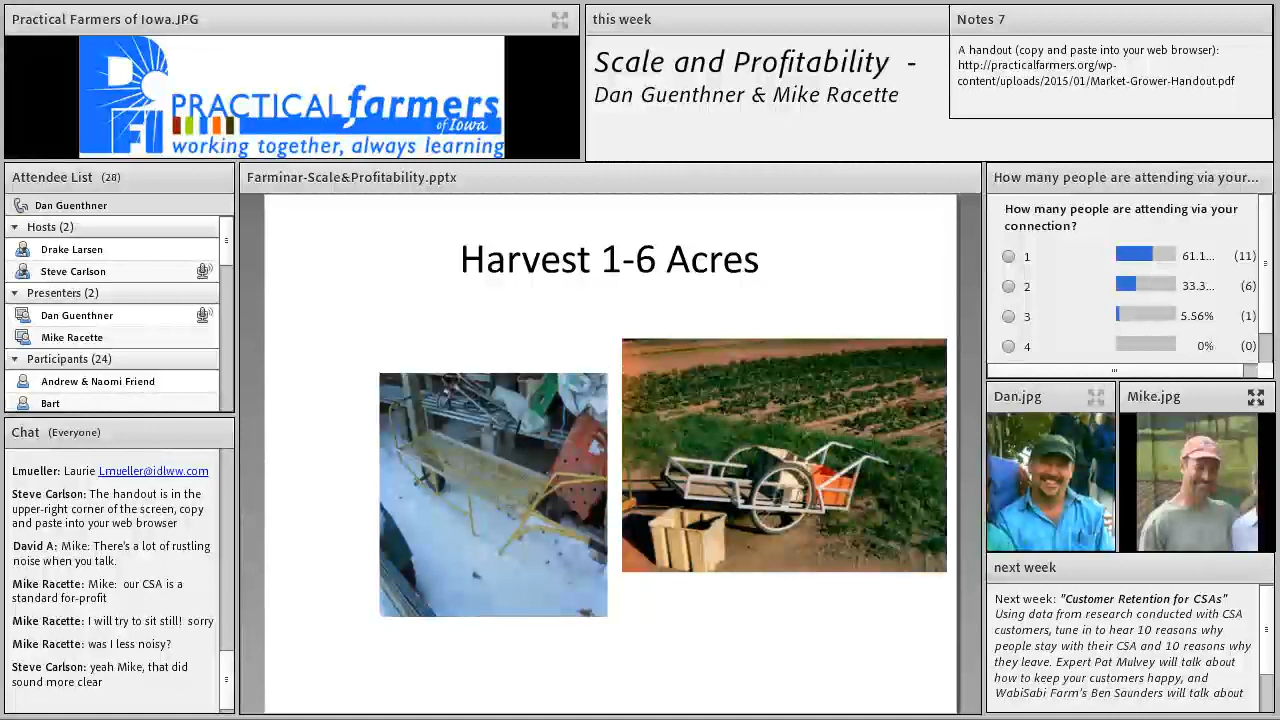 Practical Farmers of Iowa.JPG
PRACTICAL farmers
of Iowa
PFI
working together, always learning
this week
Scale and Profitability -
Dan Guenthner & Mike Racette
Notes 7
A handout (copy and paste into your web browser):
http://practicalfarmers.org/wp-
content/uploads/2015/01/Market-Grower-Handout.pdf
Attendee List (28)
Dan Guenthner
Hosts (2)
Drake Larsen
Steve Carlson
Presenters (2)
Dan Guenthner
Mike Racette
Participants (24)
Andrew & Naomi Friend
Bart
Chat (Everyone)
Lmueller: Laurie Lmueller@idlww.com
Steve Carlson: The handout is in the
upper-right corner of the screen, copy
and paste into your web browser
David A: Mike: There's a lot of rustling
noise when you talk.
Mike Racette: Mike: our CSA is a
standard for-profit
Mike Racette: I will try to sit still! sorry
Mike Racette: was I less noisy?
Steve Carlson: yeah Mike, that did
sound more clear
Farminar-Scale&Profitability.pptx
Harvest 1-6 Acres
How many people are attending via your...
How many people are attending via your
connection?
1 61.1... (11)
2 33.3... (6)
3 5.56% (1)
4 0% (0)
Dan.jpg
Mike.jpg
next week
Next week: "Customer Retention for CSAs"
Using data from research conducted with CSA
customers, tune in to hear 10 reasons why
people stay with their CSA and 10 reasons why
they leave. Expert Pat Mulvey will talk about
how to keep your customers happy, and
WabiSabi Farm's Ben Saunders will talk about